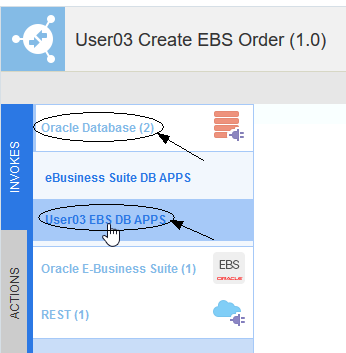 User03 Create EBS Order (1.0)
INVOKES
Oracle Database (2)
eBusiness Suite DB APPS
User03 EBS DB APPS
ACTIONS
Oracle E-Business Suite (1)
EBS
ORACLE
REST (1)